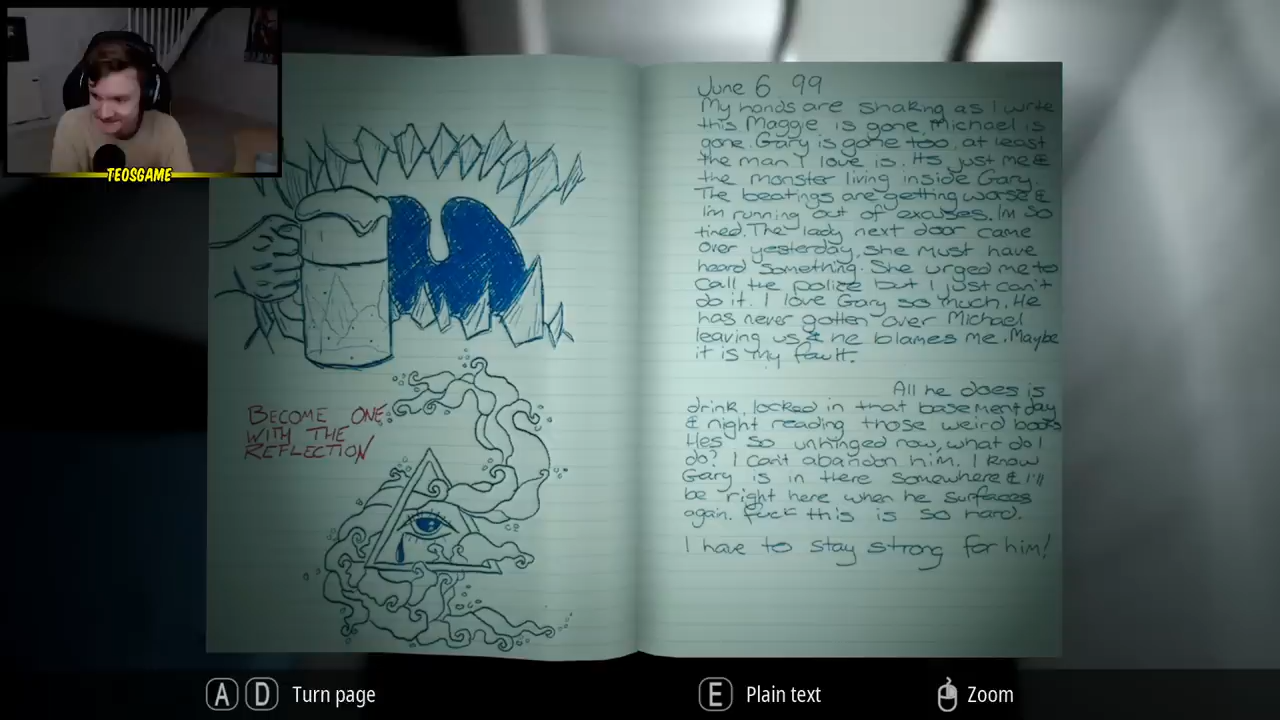 TEOSGAME
BECOME ONE
WITH THE
REFLECTION
June 6 99
My hands are shaking as I write
this Maggie is gone, Michael is
gone. Gary is gone too, at least
the man I love is. Its just me &
the monster living inside Gary.
The beatings are getting worse &
I'm running out of excuses. Im so
tired. The lady next door came
over yesterday, she must have
heard something. She urged me to
call the police but I just can't
do it. I love Gary so much. He
has never gotten over Michael
leaving us & he blames me. Maybe
it is my fault.
All he does is
drink, locked in that basement day
& night reading those weird books
Hes so unhinged now, what do I
do? I can't abandon him. I know
Gary is in there somewhere & I'll
be right here when he surfaces
again. Fuck this is so hard.
I have to stay strong for him!
A D Turn page
E Plain text
Zoom